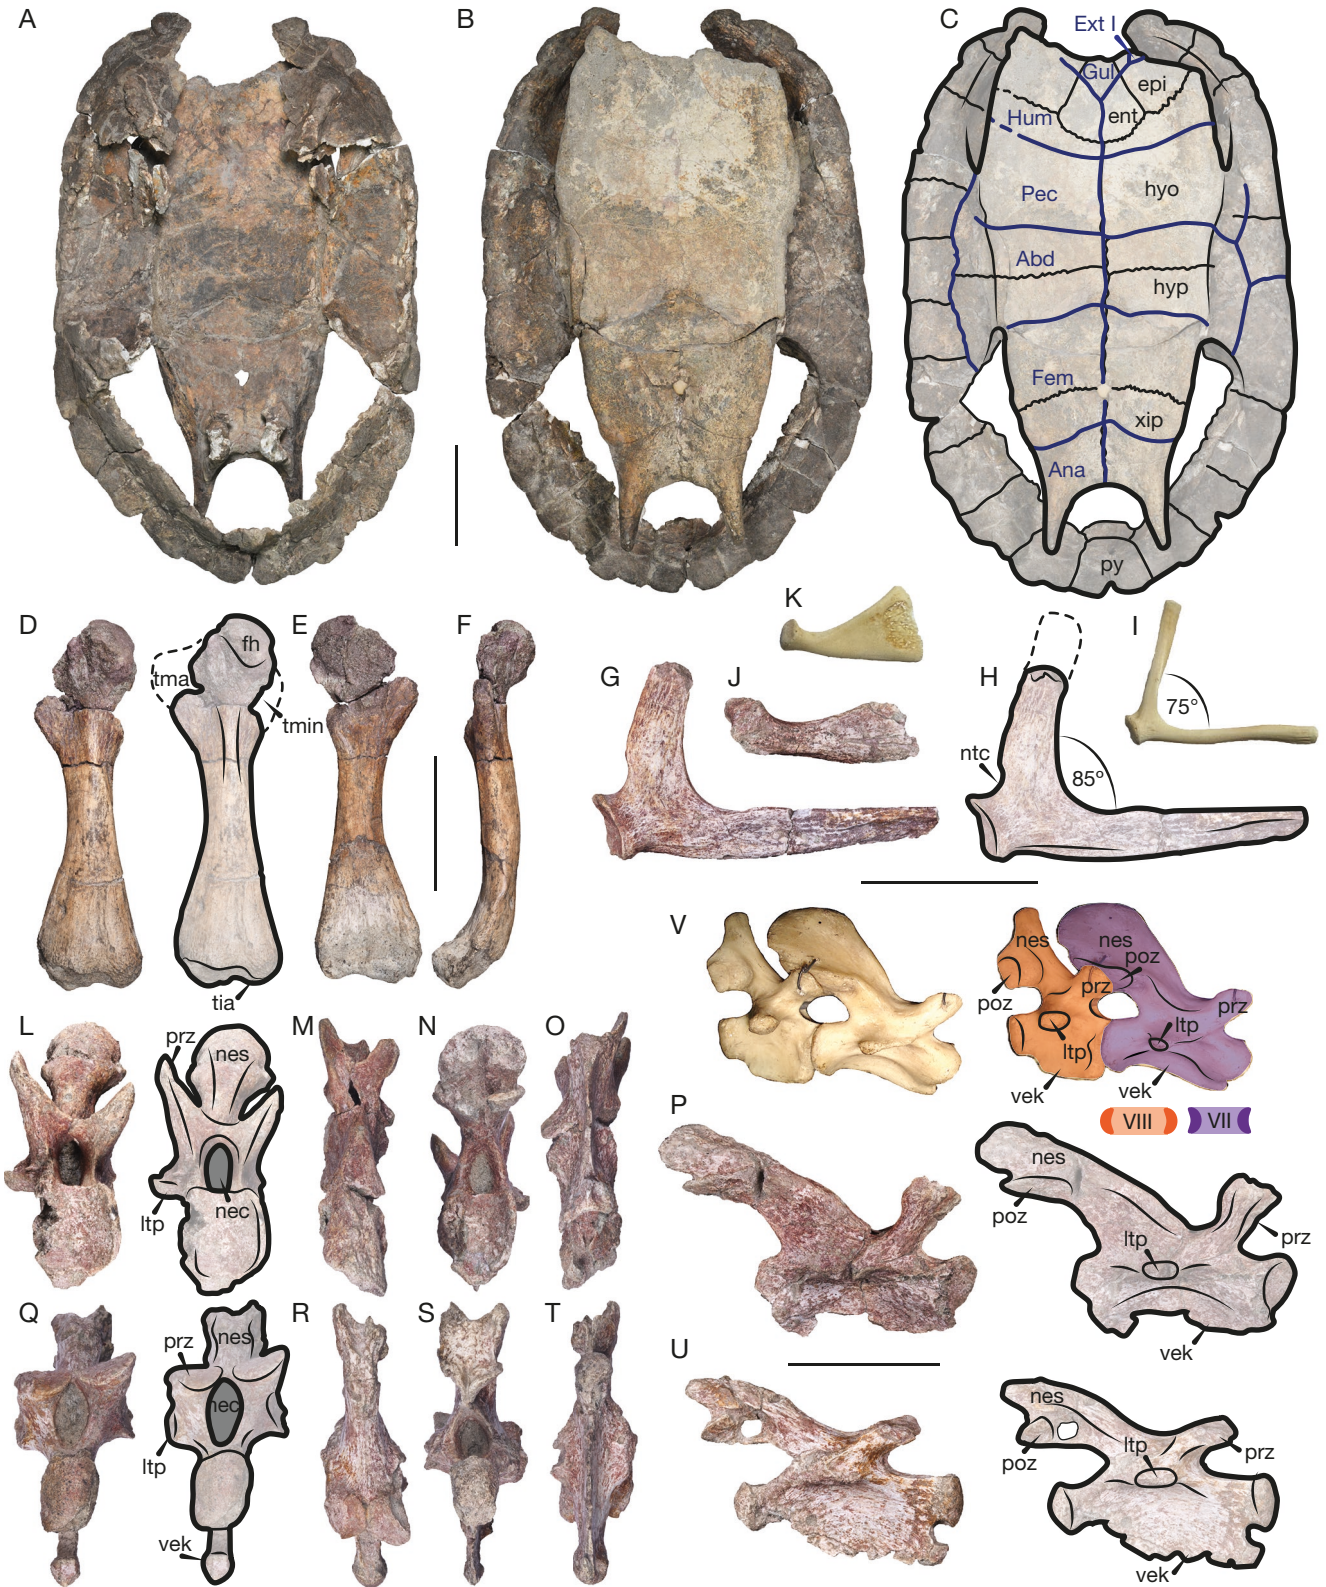 A
B
C
Ext I
Gul
epi
Hum
ent
Pec
hyo
Abd
hyp
Fem
xip
Ana
py
D
fh
tma
tmin
tia
E
F
K
G
J
H
ntc
85º
I
75º
V
nes
nes
poz
prz
poz
prz
ltp
ltp
vek
vek
VIII
VII
L
prz
nes
ltp
nec
M
N
O
P
nes
poz
ltp
prz
vek
Q
nes
prz
nec
ltp
vek
R
S
T
U
nes
ltp
poz
prz
vek